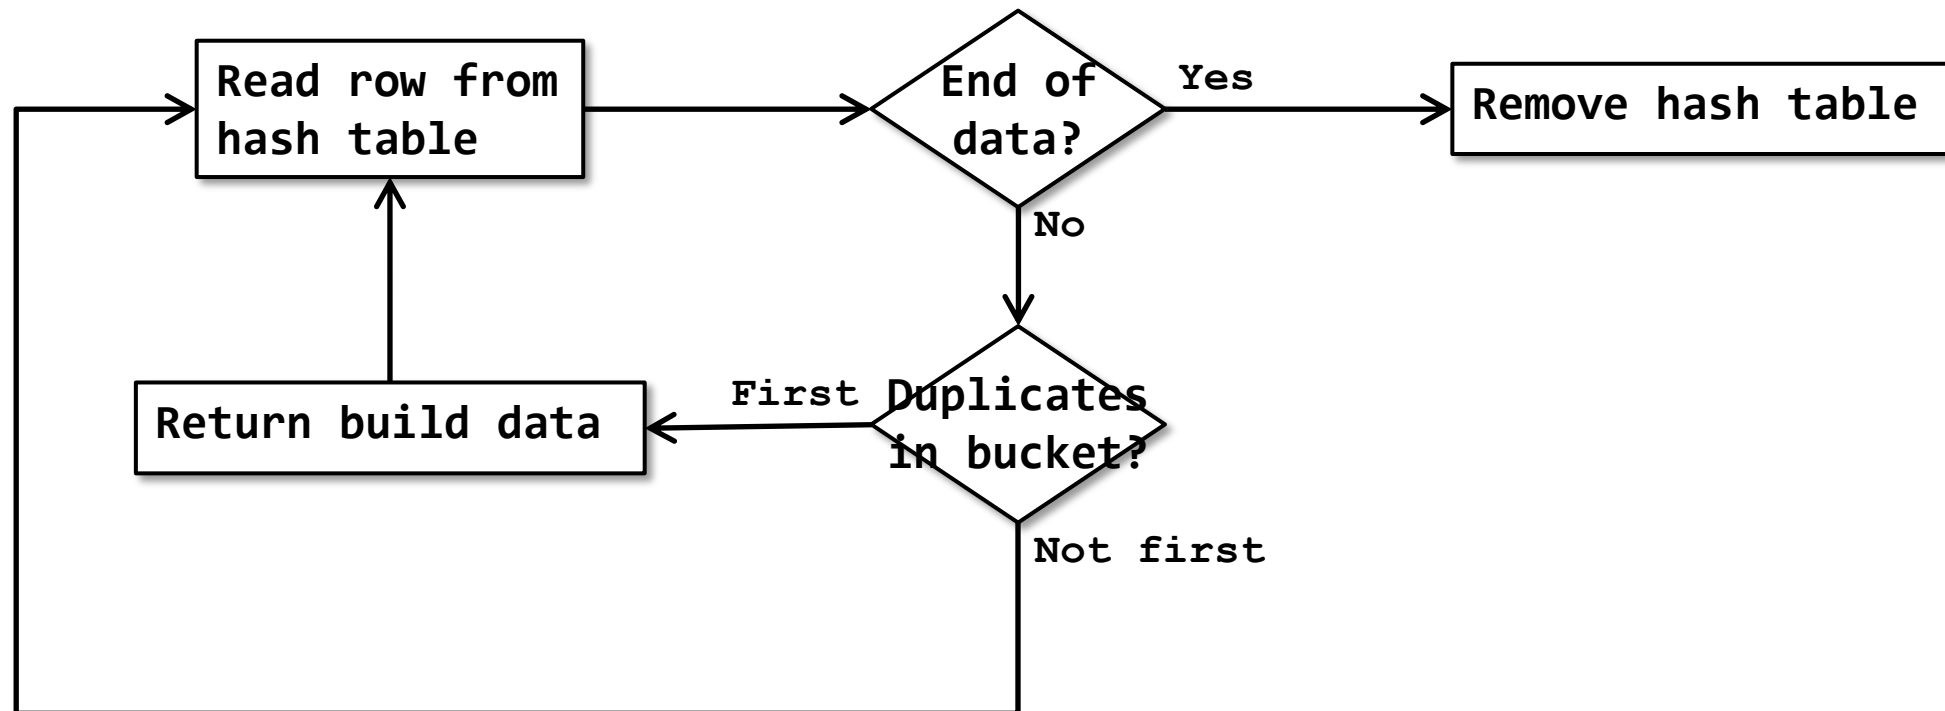 Read row from
hash table
End of
data?
Yes
Remove hash table
No
Return build data
First
Duplicates
in bucket?
Not first